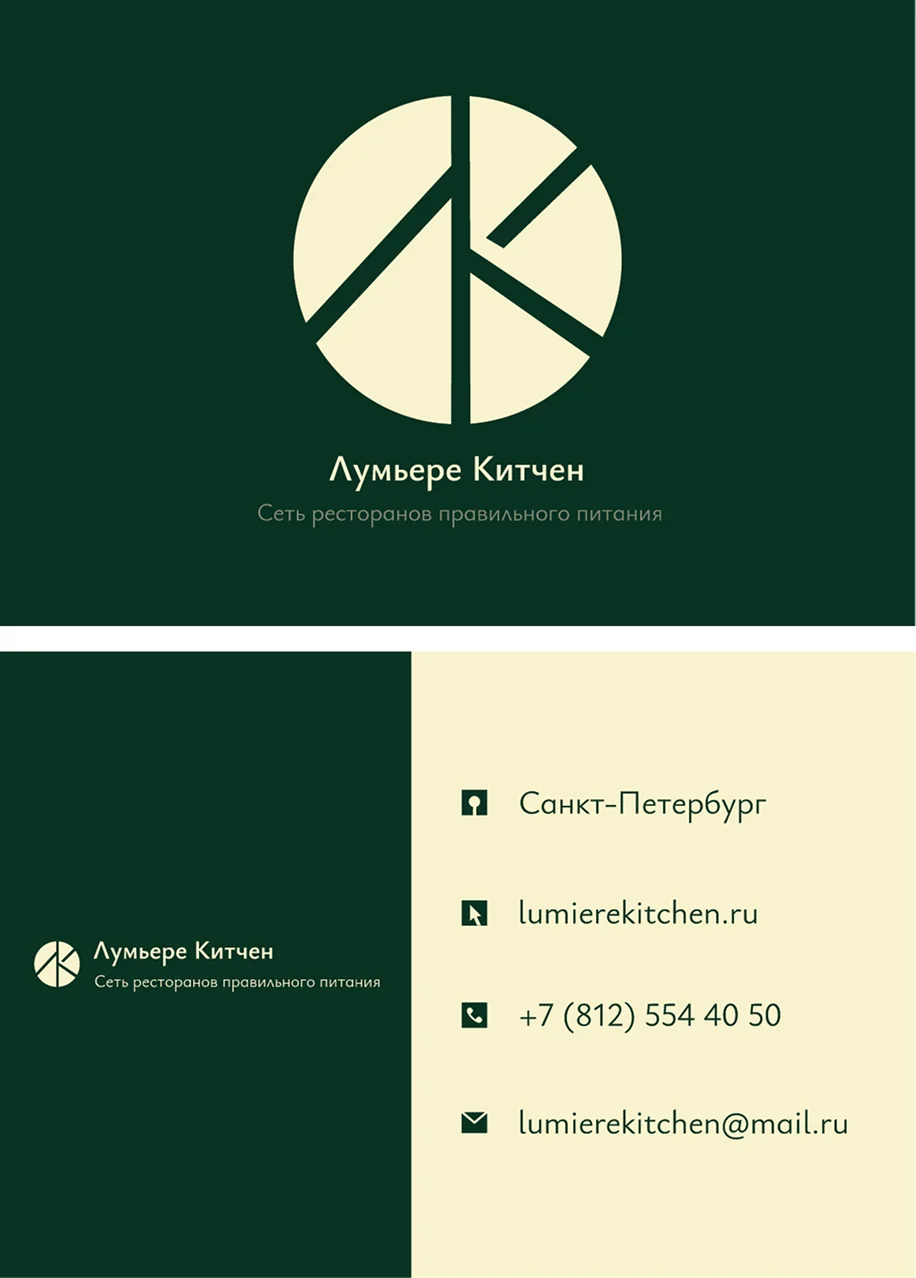 Лумьере Китчен
Сеть ресторанов правильного питания
Лумьере Китчен
Сеть ресторанов правильного питания
Санкт-Петербург
lumierekitchen.ru
+7 (812) 554 40 50
lumierekitchen@mail.ru